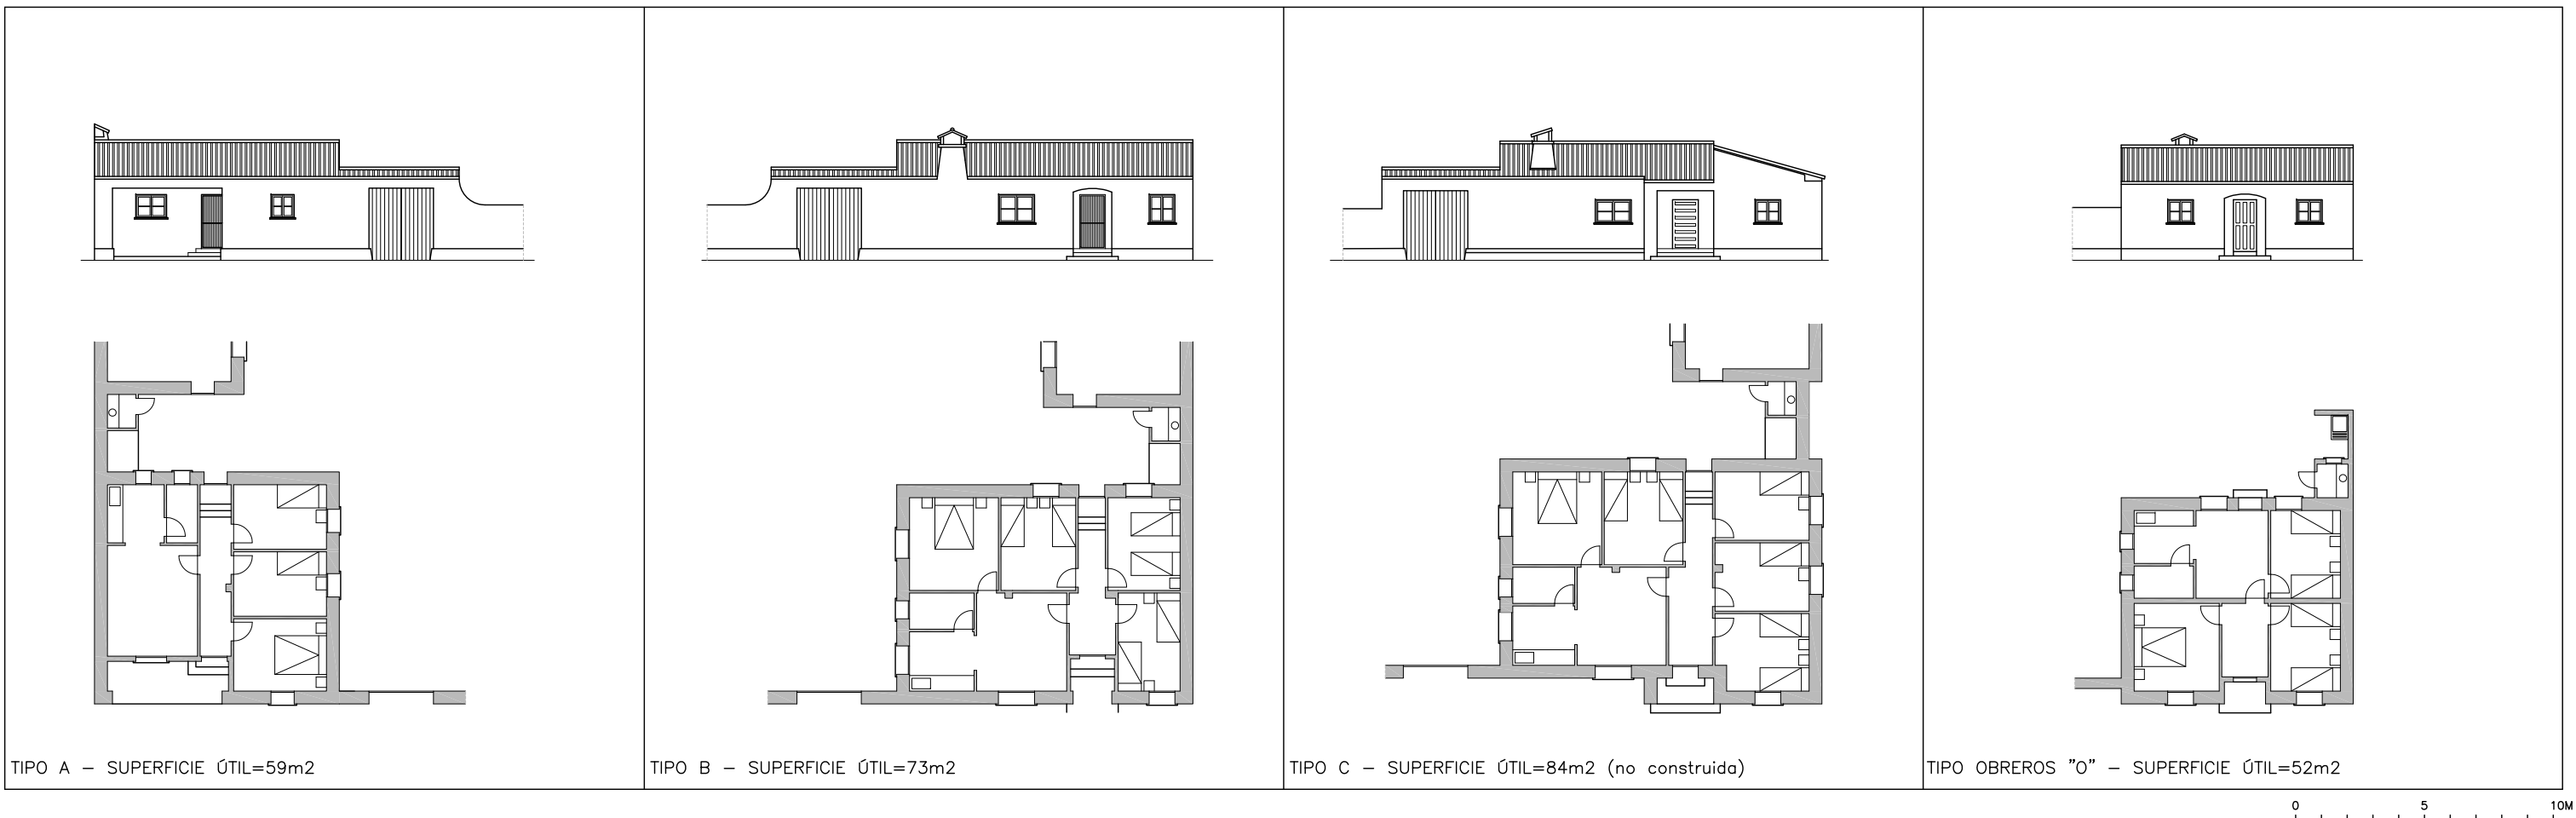 TIPO A - SUPERFICIE ÚTIL=59m2
TIPO B - SUPERFICIE ÚTIL=73m2
TIPO C - SUPERFICIE ÚTIL=84m2 (no construida)
TIPO OBREROS "O" - SUPERFICIE ÚTIL=52m2
0 5 10M